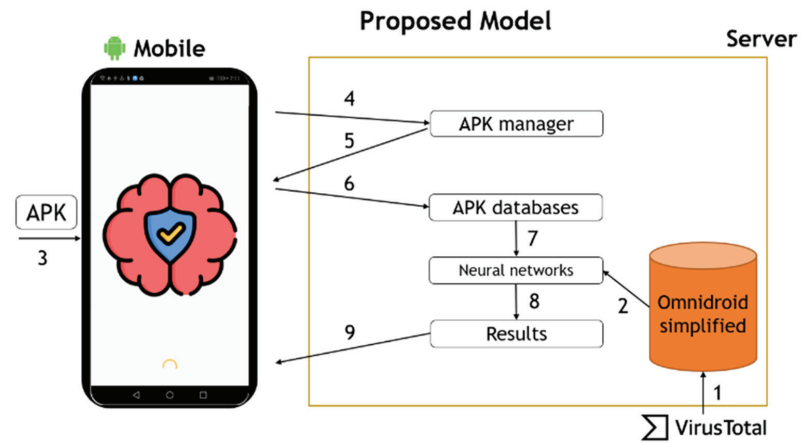 Proposed Model
Mobile
Server
4
APK manager
5
6
APK
3
APK databases
7
Neural networks
2
Omnidroid
simplified
8
Results
9
1
VirusTotal